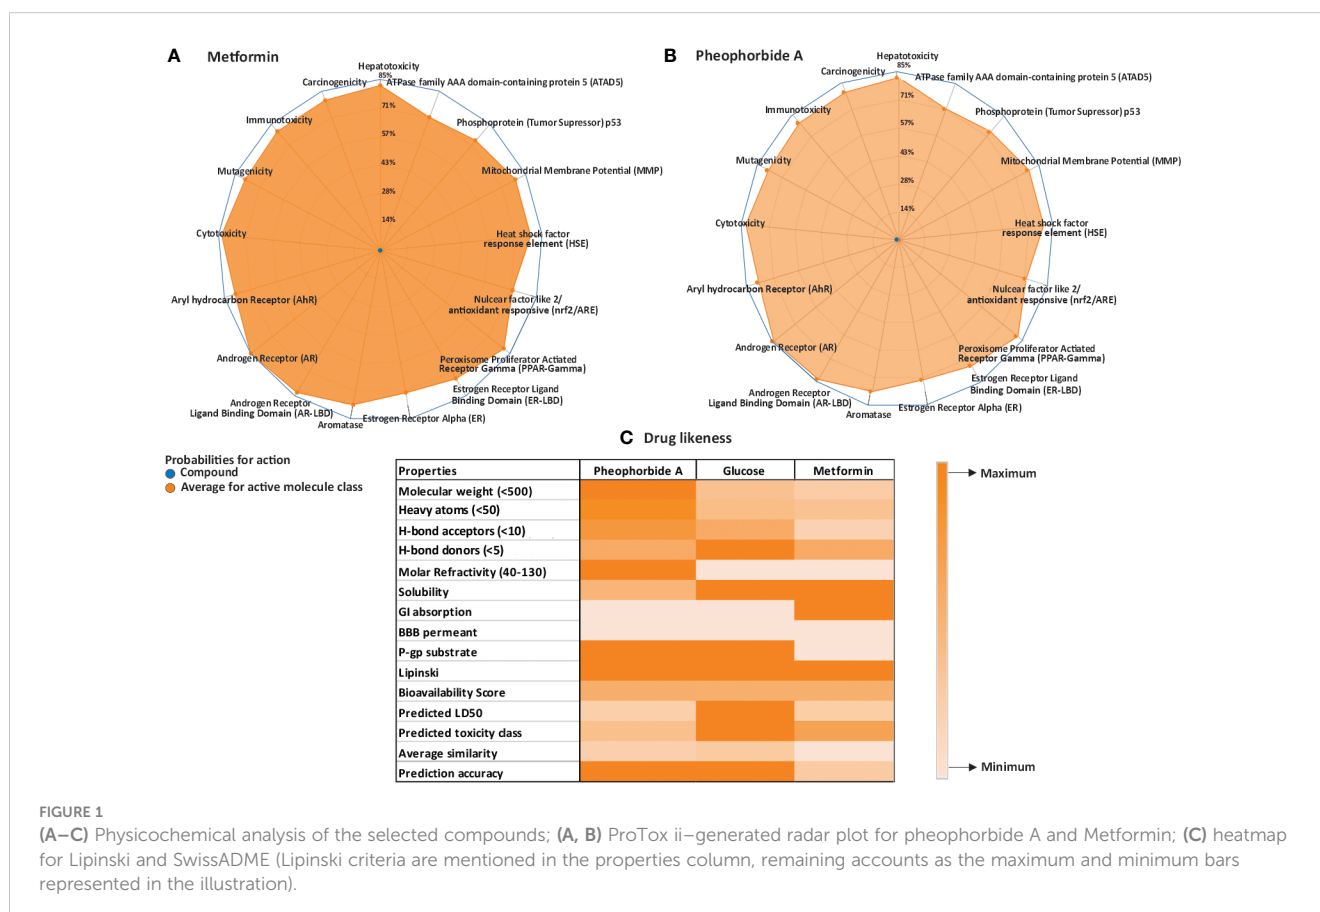 A Metformin
Hepatotoxicity
85%
ATPase family AAA domain-containing protein 5 (ATAD5)
Carcinogenicity
71%
Phosphoprotein (Tumor Supressor) p53
Immunotoxicity
57%
43%
Mitochondrial Membrane Potential (MMP)
Mutagenicity
28%
14%
Cytotoxicity
Heat shock factor
response element (HSE)
Aryl hydrocarbon Receptor (AhR)
Nulcear factor like 2/
antioxidant responsive (nrf2/ARE)
Androgen Receptor (AR)
Peroxisome Proliferator Actiated
Receptor Gamma (PPAR-Gamma)
Estrogen Receptor Ligand
Binding Domain (ER-LBD)
Androgen Receptor
Ligand Binding Domain (AR-LBD)
Aromatase
Estrogen Receptor Alpha (ER)
B Pheophorbide A
Hepatotoxicity
85%
ATPase family AAA domain-containing protein 5 (ATAD5)
Carcinogenicity
71%
Phosphoprotein (Tumor Supressor) p53
Immunotoxicity
57%
43%
Mitochondrial Membrane Potential (MMP)
Mutagenicity
28%
14%
Cytotoxicity
Heat shock factor
response element (HSE)
Aryl hydrocarbon Receptor (AhR)
Nulcear factor like 2/
antioxidant responsive (nrf2/ARE)
Androgen Receptor (AR)
Peroxisome Proliferator Actiated
Receptor Gamma (PPAR-Gamma)
Estrogen Receptor Ligand
Binding Domain (ER-LBD)
Androgen Receptor
Ligand Binding Domain (AR-LBD)
Aromatase
Estrogen Receptor Alpha (ER)
Probabilities for action
Compound
Average for active molecule class
C Drug likeness
Properties Pheophorbide A Glucose Metformin
Molecular weight (<500)
Heavy atoms (<50)
H-bond acceptors (<10)
H-bond donors (<5)
Molar Refractivity (40-130)
Solubility
GI absorption
BBB permeant
P-gp substrate
Lipinski
Bioavailability Score
Predicted LD50
Predicted toxicity class
Average similarity
Prediction accuracy
Maximum
Minimum
FIGURE 1
(A–C) Physicochemical analysis of the selected compounds; (A, B) ProTox ii–generated radar plot for pheophorbide A and Metformin; (C) heatmap
for Lipinski and SwissADME (Lipinski criteria are mentioned in the properties column, remaining accounts as the maximum and minimum bars
represented in the illustration).